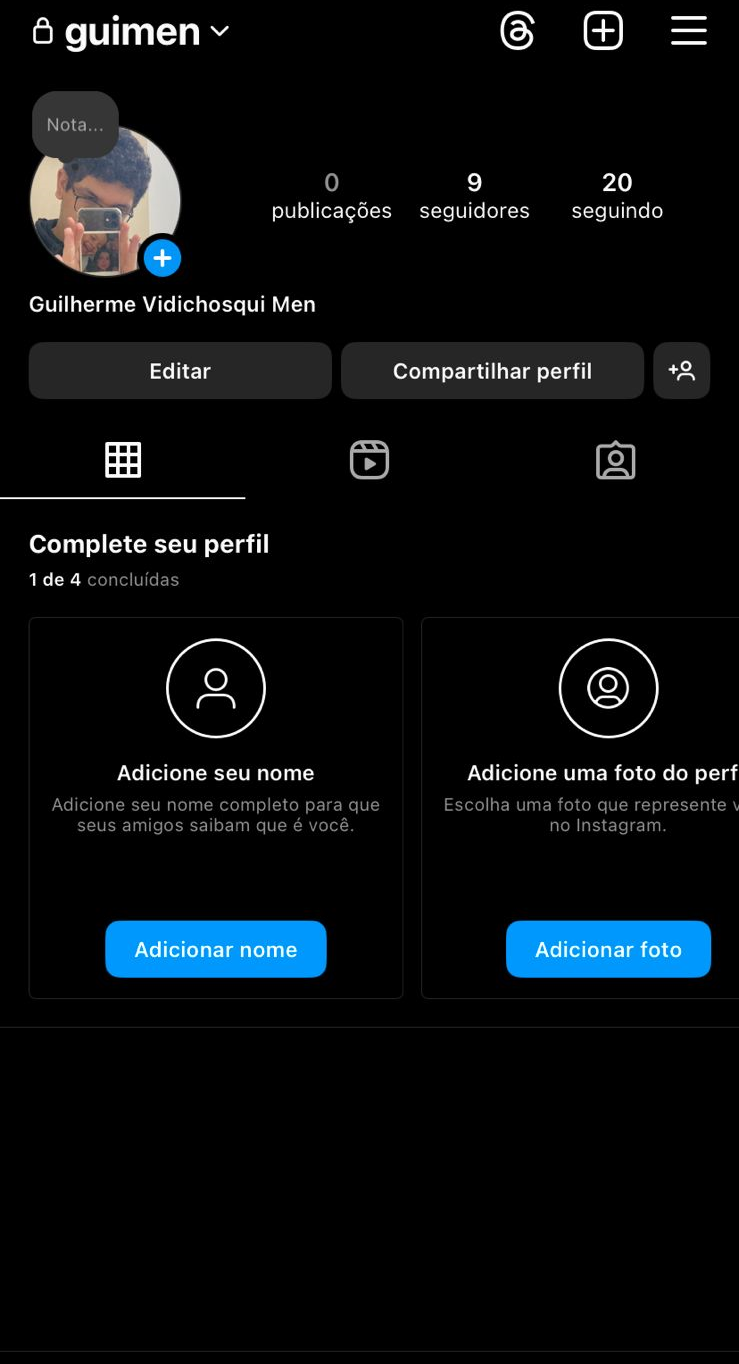 guimen
Nota...
0
publicações
9
seguidores
20
seguindo
Guilherme Vidichosqui Men
Editar
Compartilhar perfil
Complete seu perfil
1 de 4 concluídas
Adicione seu nome
Adicione seu nome completo para que
seus amigos saibam que é você.
Adicionar nome
Adicione uma foto do perf
Escolha uma foto que represente v
no Instagram.
Adicionar foto